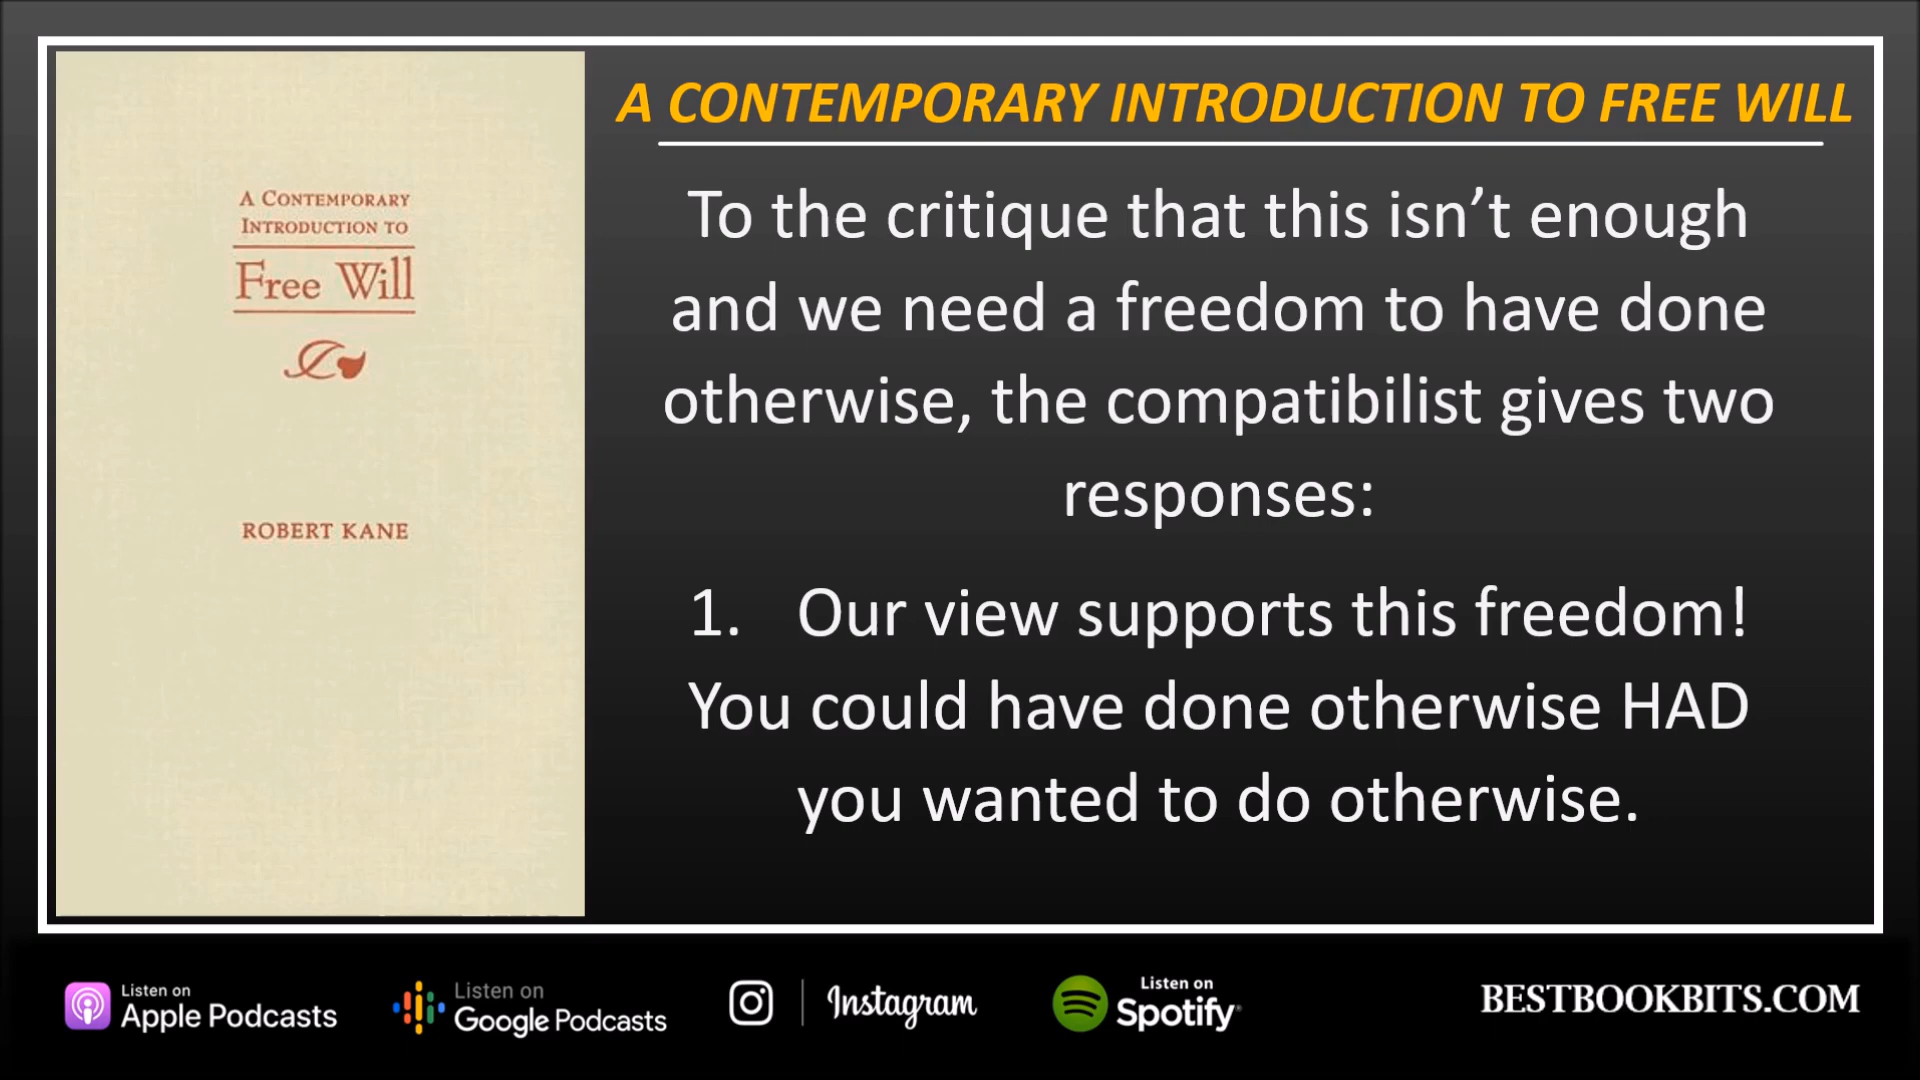 A CONTEMPORARY
INTRODUCTION TO
Free Will
ROBERT KANE
A CONTEMPORARY INTRODUCTION TO FREE WILL
To the critique that this isn’t enough
and we need a freedom to have done
otherwise, the compatibilist gives two
responses:
1. Our view supports this freedom!
You could have done otherwise HAD
you wanted to do otherwise.
Listen on
Apple Podcasts
Listen on
Google Podcasts
Instagram
Listen on
Spotify
BESTBOOKBITS.COM